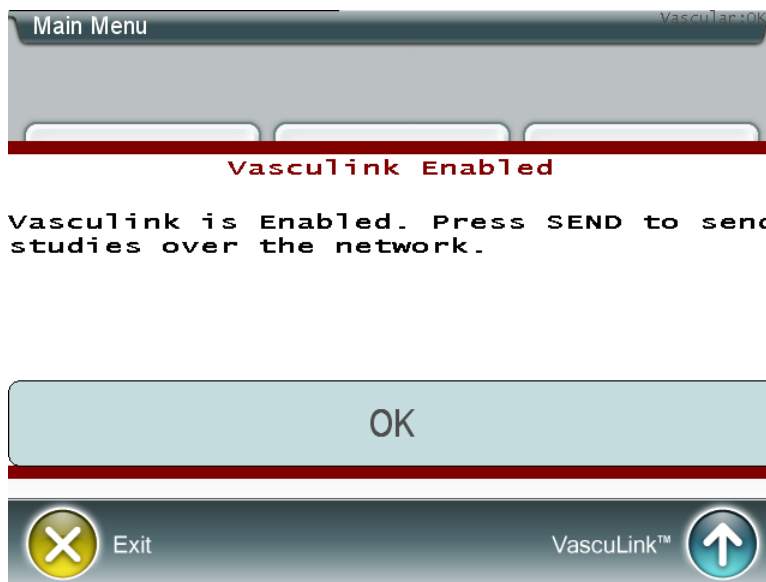 Main Menu
Vascular:OK
Vasculink Enabled
Vasculink is Enabled. Press SEND to send
studies over the network.
OK
Exit
VascuLink™